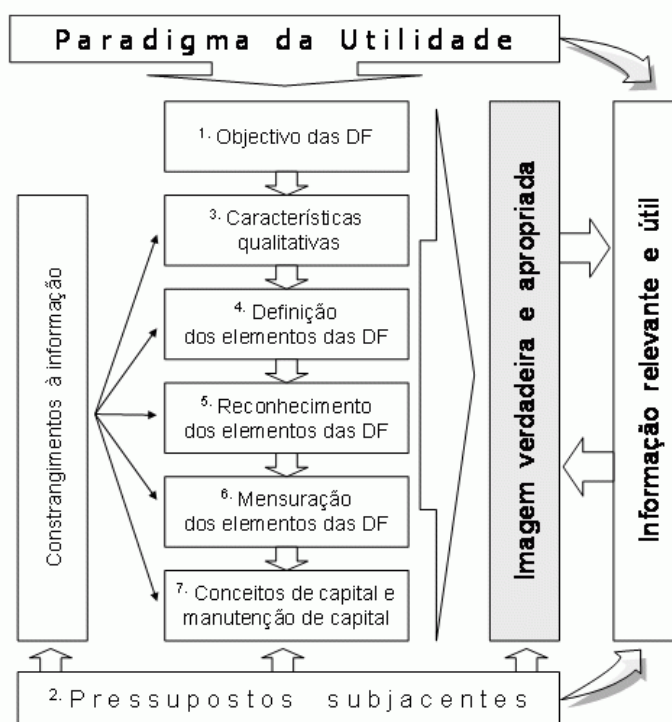 Paradigma da Utilidade
1. Objectivo das DF
3. Características
qualitativas
4. Definição
dos elementos das DF
5. Reconhecimento
dos elementos das DF
6. Mensuração
dos elementos das DF
7. Conceitos de capital e
manutenção de capital
Constrangimentos à informação
Imagem verdadeira e apropriada
Informação relevante e útil
2. Pressupostos subjacentes